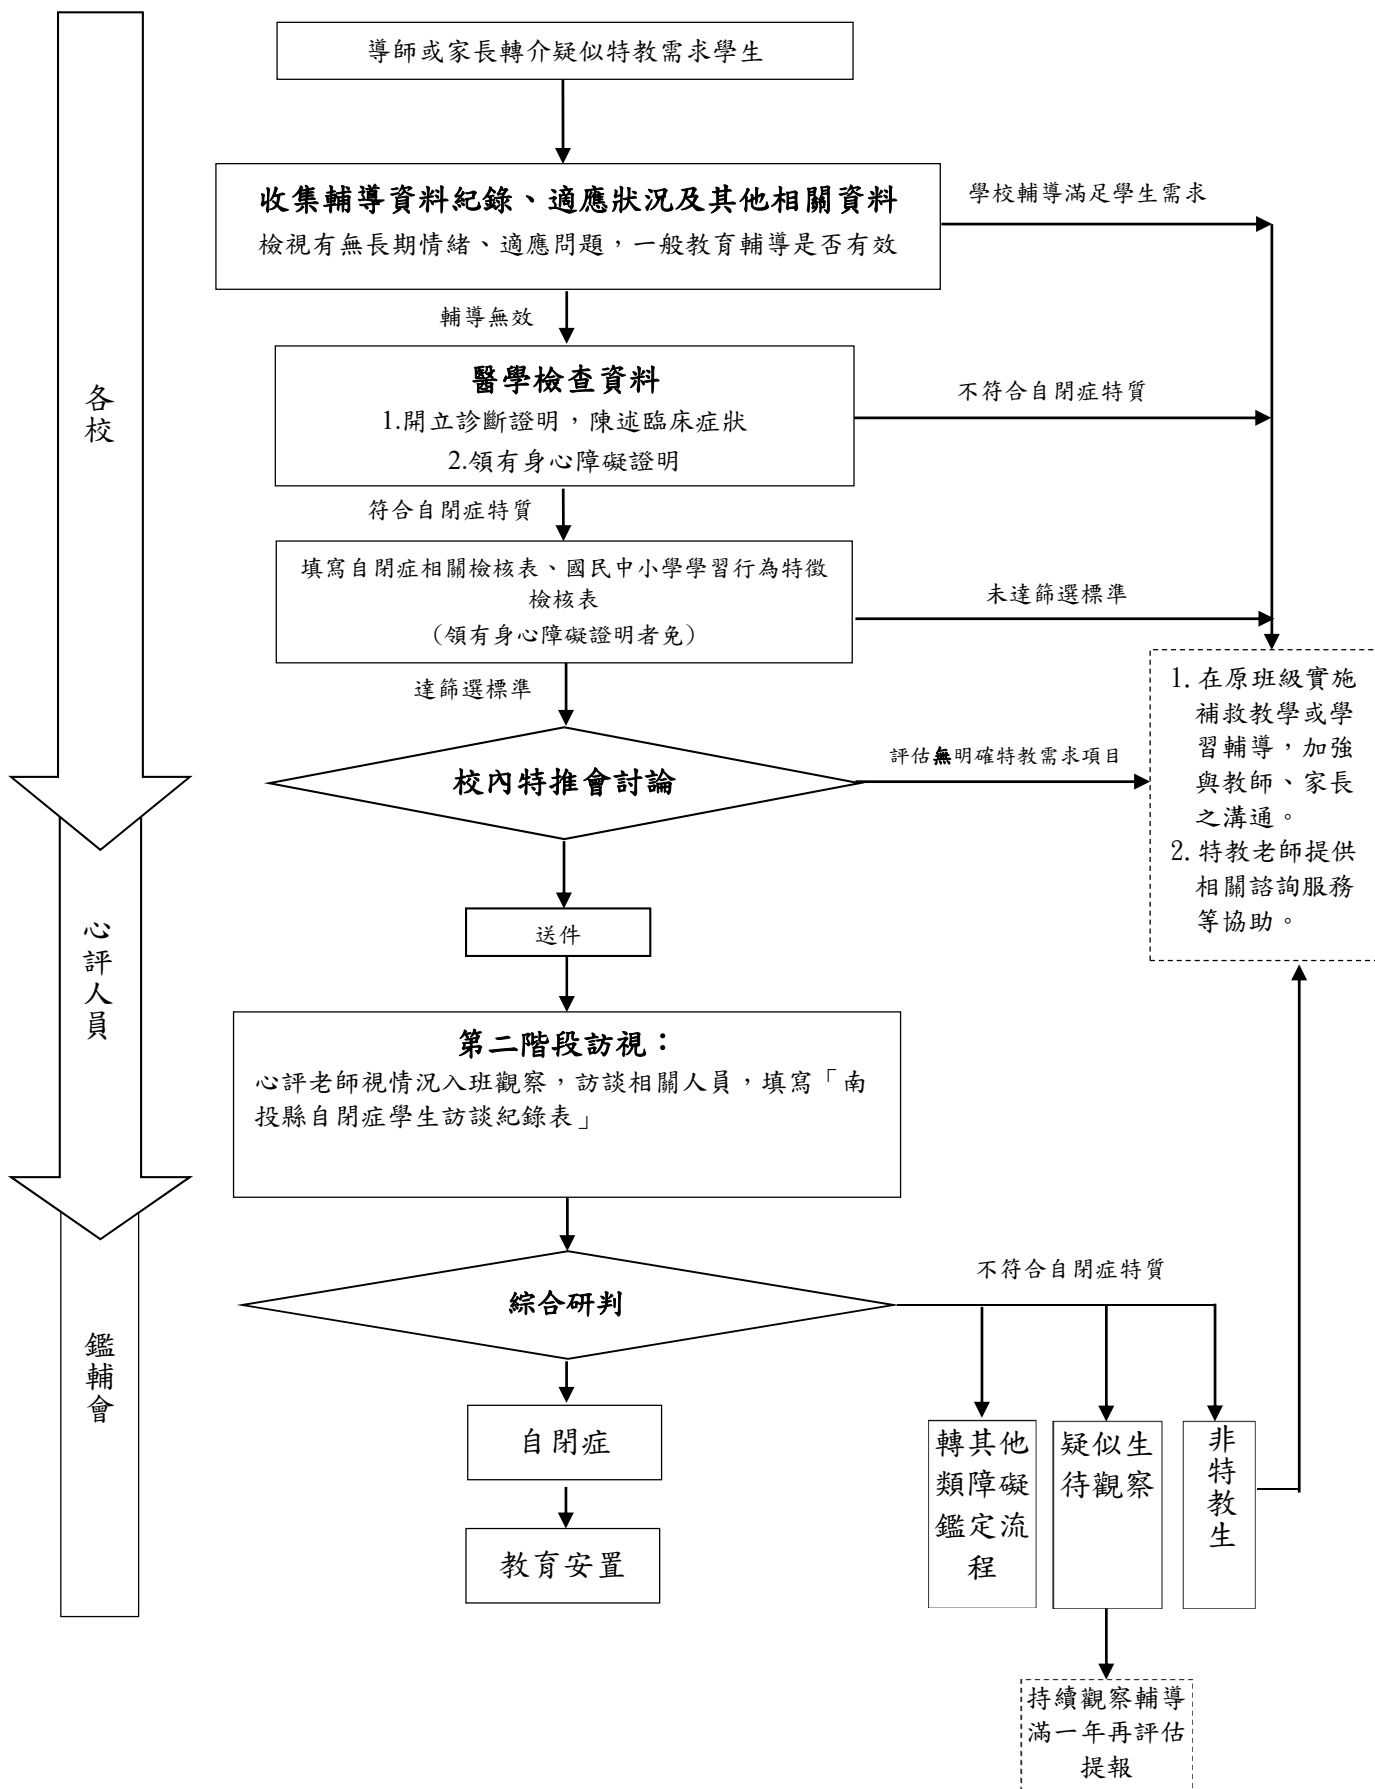 導師或家長轉介疑似特教需求學生
收集輔導資料紀錄、適應狀況及其他相關資料
檢視有無長期情緒、適應問題，一般教育輔導是否有效
學校輔導滿足學生需求
輔導無效
醫學檢查資料
1.開立診斷證明，陳述臨床症狀
2.領有身心障礙證明
不符合自閉症特質
符合自閉症特質
填寫自閉症相關檢核表、國民中小學學習行為特徵
檢核表
（領有身心障礙證明者免）
未達篩選標準
達篩選標準
校內特推會討論
評估無明確特教需求項目
1. 在原班級實施
補救教學或學
習輔導，加強
與教師、家長
之溝通。
2. 特教老師提供
相關諮詢服務
等協助。
送件
第二階段訪視：
心評老師視情況入班觀察，訪談相關人員，填寫「南
投縣自閉症學生訪談紀錄表」
綜合研判
不符合自閉症特質
自閉症
教育安置
轉其他
類障礙
鑑定流
程
疑似生
待觀察
非特教生
持續觀察輔導
滿一年再評估
提報
各校
心評人員
鑑輔會